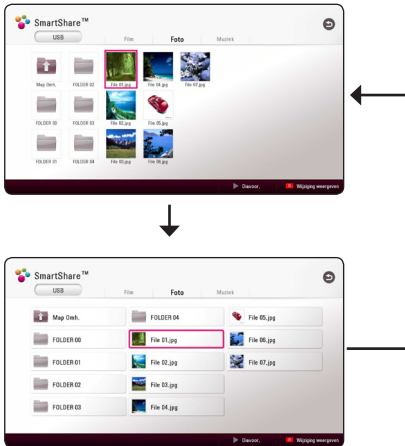 SmartShare™
USB Film Foto Muziek
Map Omh. FOLDER 02 File 01.jpg File 04.jpg File 07.jpg
FOLDER 00 FOLDER 03 File 02.jpg File 05.jpg
FOLDER 01 FOLDER 04 File 03.jpg File 06.jpg
Diavoor. Wijziging weergeven
SmartShare™
USB Film Foto Muziek
Map Omh. FOLDER 04 File 05.jpg
FOLDER 00 File 01.jpg File 06.jpg
FOLDER 01 File 02.jpg File 07.jpg
FOLDER 02 File 03.jpg
FOLDER 03 File 04.jpg
Diavoor. Wijziging weergeven